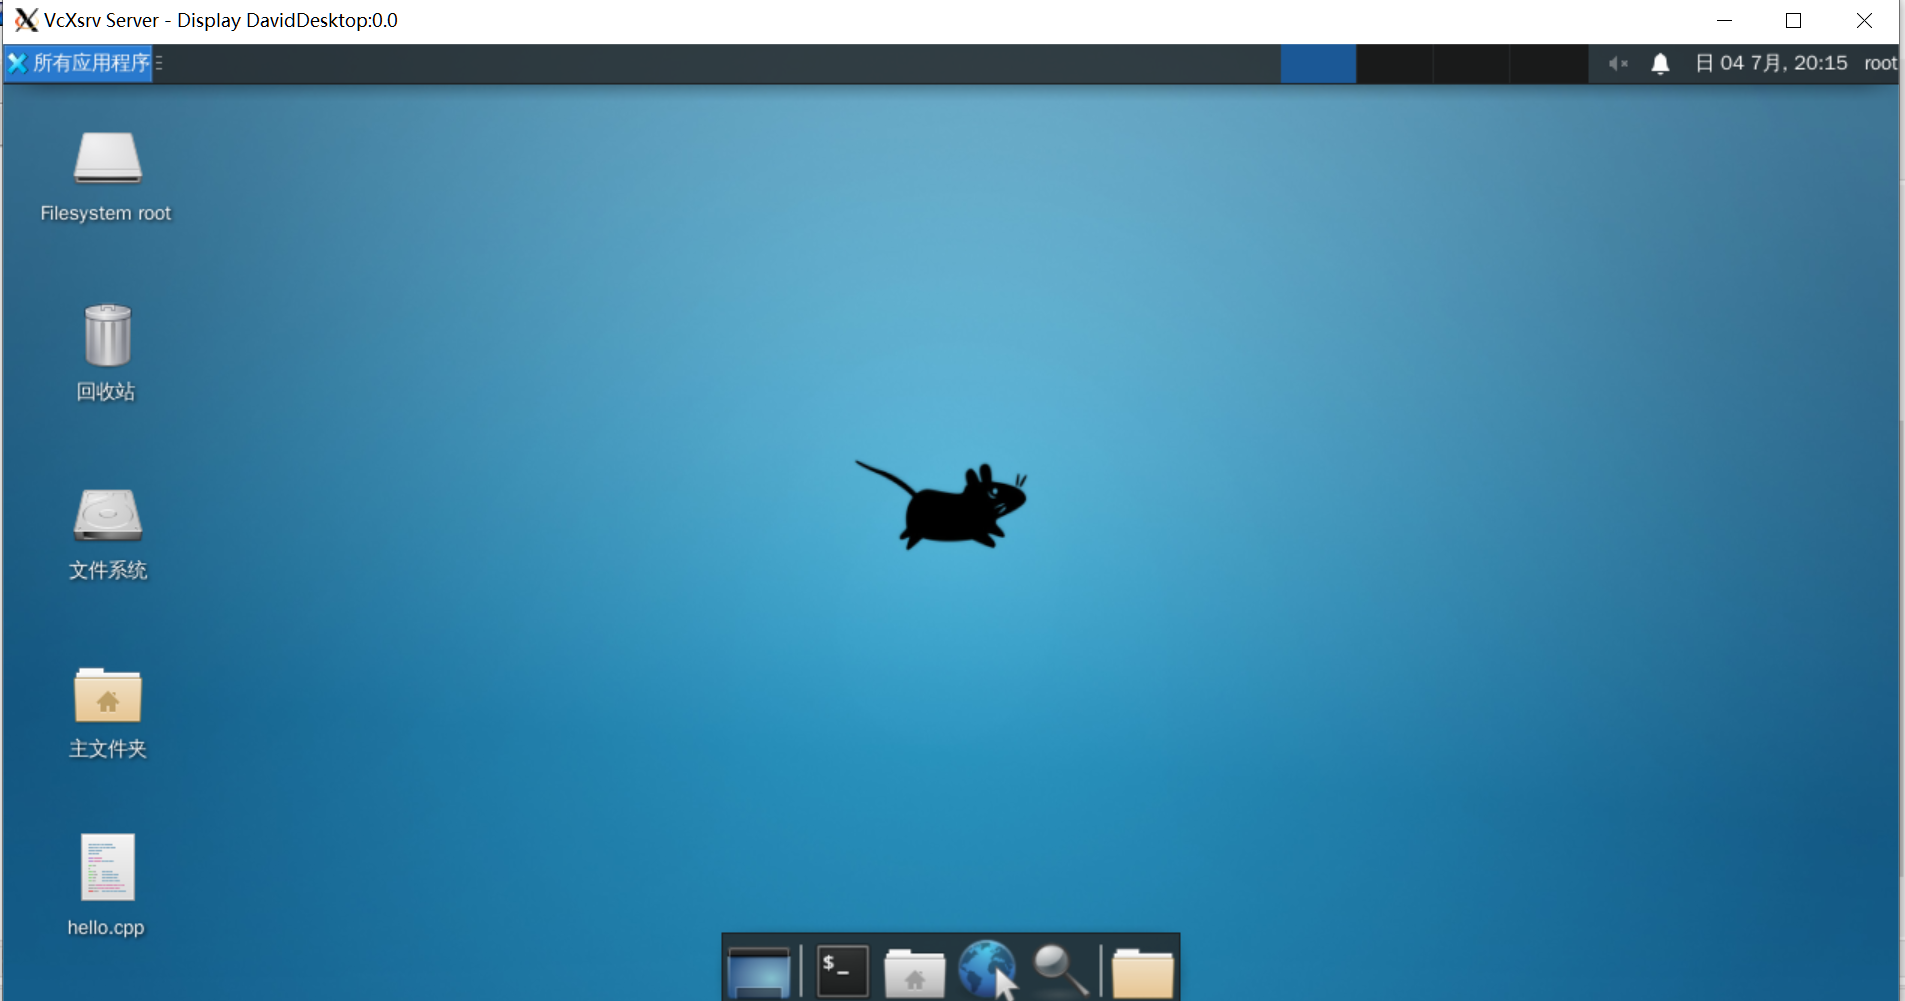 VcXsrv Server - Display DavidDesktop:0.0
所有应用程序
日 04 7月, 20:15 root
Filesystem root
回收站
文件系统
主文件夹
hello.cpp
$_